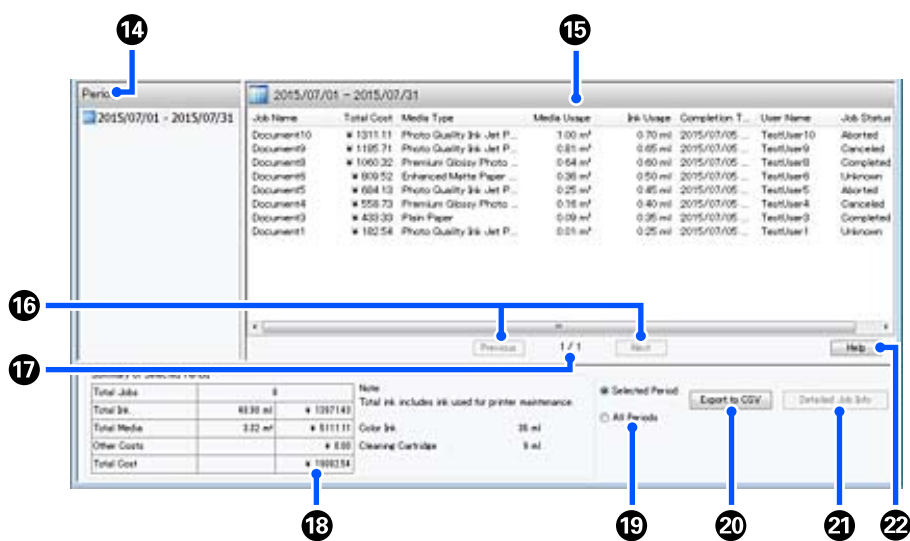 14 15
Period
2015/07/01 - 2015/07/31
2015/07/01 - 2015/07/31
Job Name Total Cost Media Type Media Usage Ink Usage Completion T... User Name Job Status
Document10 ¥ 1311.11 Photo Quality Ink Jet P... 1.00 m² 0.70 ml 2015/07/05 ... TestUser10 Aborted
Document9 ¥ 1185.71 Photo Quality Ink Jet P... 0.81 m² 0.65 ml 2015/07/05 ... TestUser9 Canceled
Document8 ¥ 1060.32 Premium Glossy Photo ... 0.64 m² 0.60 ml 2015/07/05 ... TestUser8 Completed
Document6 ¥ 809.52 Enhanced Matte Paper ... 0.36 m² 0.50 ml 2015/07/05 ... TestUser6 Unknown
Document5 ¥ 684.13 Photo Quality Ink Jet P... 0.25 m² 0.45 ml 2015/07/05 ... TestUser5 Aborted
Document4 ¥ 558.73 Premium Glossy Photo ... 0.16 m² 0.40 ml 2015/07/05 ... TestUser4 Canceled
Document3 ¥ 433.33 Plain Paper 0.09 m² 0.35 ml 2015/07/05 ... TestUser3 Completed
Document1 ¥ 182.54 Photo Quality Ink Jet P... 0.01 m² 0.25 ml 2015/07/05 ... TestUser1 Unknown
16
Previous 1 / 1 Next Help
17
Summary of Selected Period
Total Jobs 8
Total Ink ml ¥
Total Media 3.32 m² ¥
Other Costs ¥ 0.00
Total Cost ¥
Note
Total ink includes ink used for printer maintenance.
Color Ink ml
Cleaning Cartridge ml
Selected Period
All Periods
Export to CSV Detailed Job Info
18 19 20 21 22